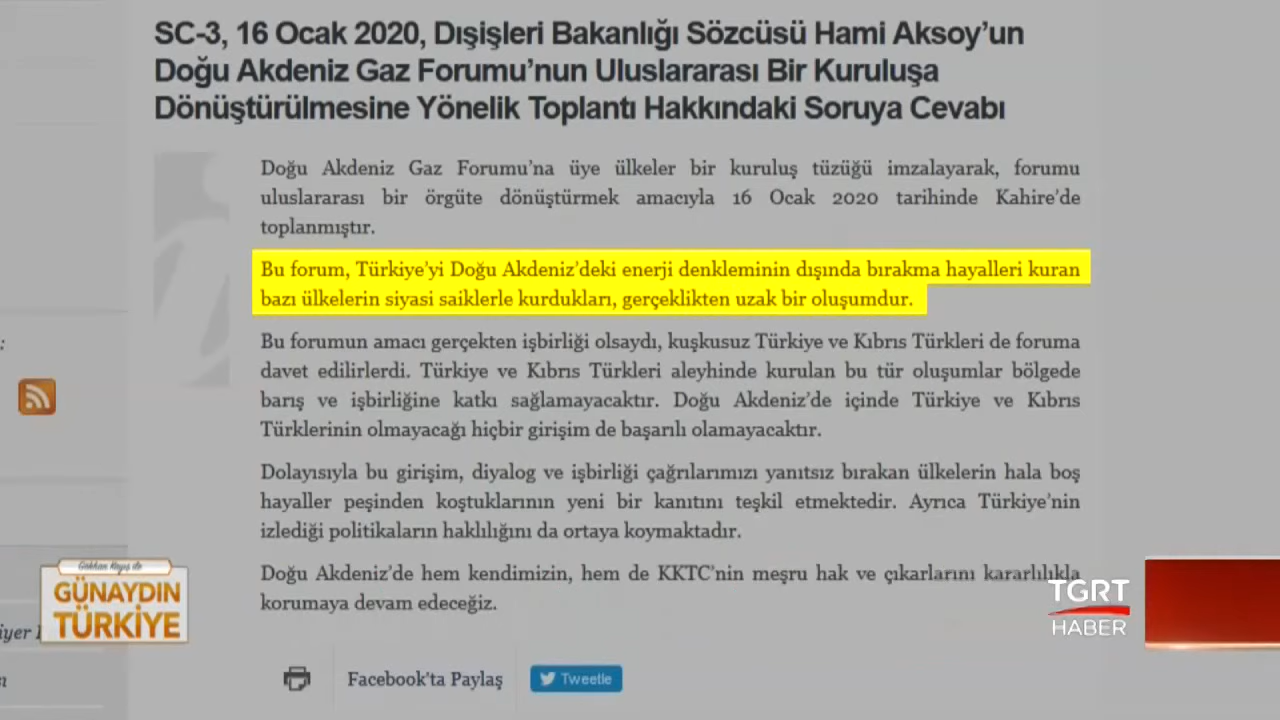 SC-3, 16 Ocak 2020, Dışişleri Bakanlığı Sözcüsü Hami Aksoy’un
Doğu Akdeniz Gaz Forumu’nun Uluslararası Bir Kuruluşa
Dönüştürülmesine Yönelik Toplantı Hakkındaki Soruya Cevabı
Doğu Akdeniz Gaz Forumu’na üye ülkeler bir kuruluş tüzüğü imzalayarak, forumu
uluslararası bir örgüte dönüştürmek amacıyla 16 Ocak 2020 tarihinde Kahire’de
toplanmıştır.
Bu forum, Türkiye’yi Doğu Akdeniz’deki enerji denkleminin dışında bırakma hayalleri kuran
bazı ülkelerin siyasi saiklerle kurdukları, gerçeklikten uzak bir oluşumdur.
Bu forumun amacı gerçekten işbirliği olsaydı, kuşkusuz Türkiye ve Kıbrıs Türkleri de foruma
davet edilirlerdi. Türkiye ve Kıbrıs Türkleri aleyhinde kurulan bu tür oluşumlar bölgede
barış ve işbirliğine katkı sağlamayacaktır. Doğu Akdeniz’de içinde Türkiye ve Kıbrıs
Türklerinin olmayacağı hiçbir girişim de başarılı olamayacaktır.
Dolayısıyla bu girişim, diyalog ve işbirliği çağrılarımızı yanıtsız bırakan ülkelerin hala boş
hayaller peşinden koştuklarının yeni bir kanıtını teşkil etmektedir. Ayrıca Türkiye’nin
izlediği politikaların haklılığını da ortaya koymaktadır.
Doğu Akdeniz’de hem kendimizin, hem de KKTC’nin meşru hak ve çıkarlarını kararlılıkla
korumaya devam edeceğiz.
GÜNAYDIN
TÜRKİYE
TGRT
HABER
Facebook'ta Paylaş
Tweetle